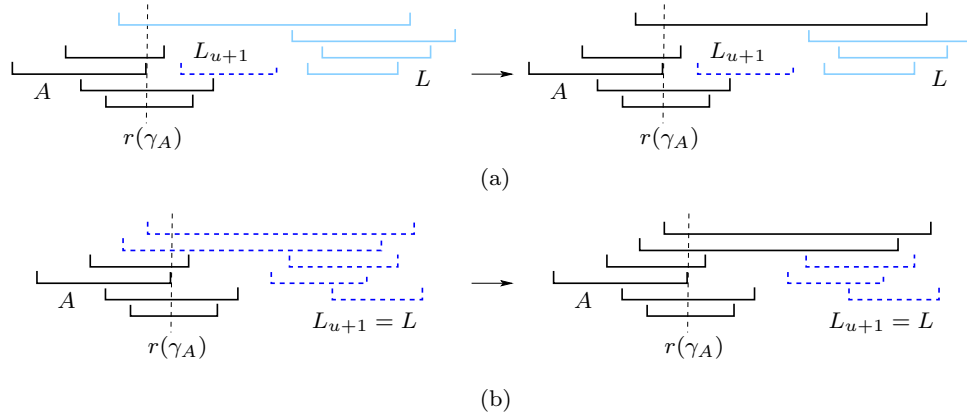 L_{u+1} L_{u+1}
A L A L
r(γ_A) r(γ_A)
(a)
A A
L_{u+1} = L L_{u+1} = L
r(γ_A) r(γ_A)
(b)